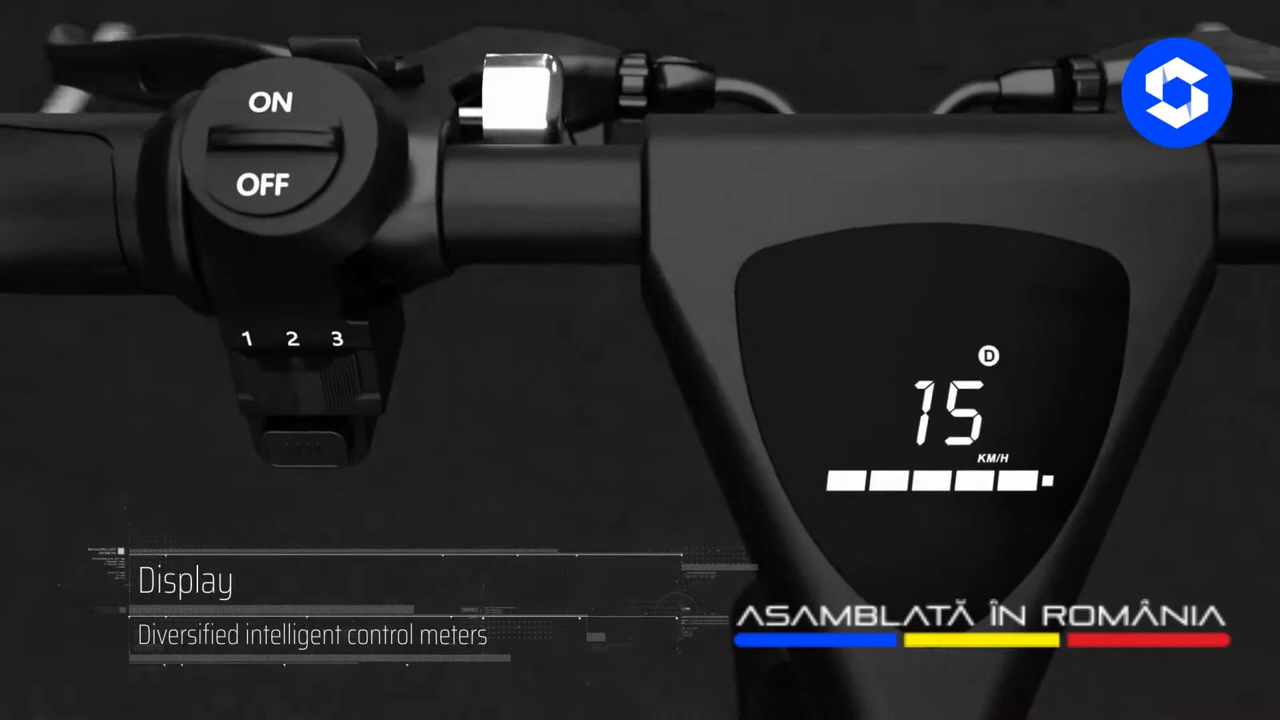 ON
OFF
1 2 3
D
15
KM/H
Display
Diversified intelligent control meters
ASAMBLATĂ ÎN ROMÂNIA